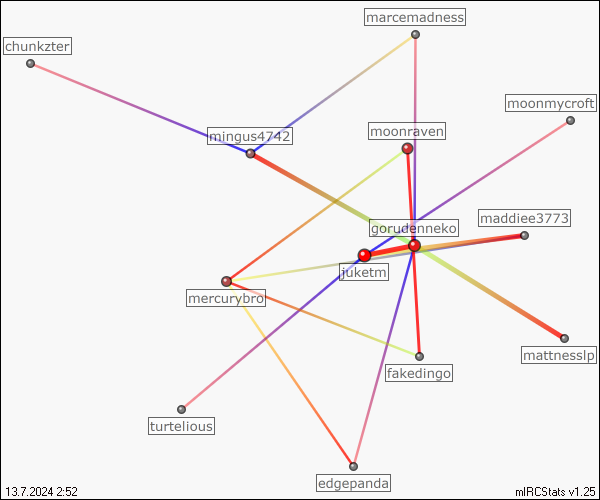 marcemadness
chunkzter
moonmycroft
mingus4742
moonraven
maddiee3773
gorudenneko
juketm
mercurybro
mattnesslp
fakedingo
turtelious
edgepanda
13.7.2024 2:52
mIRCStats v1.25